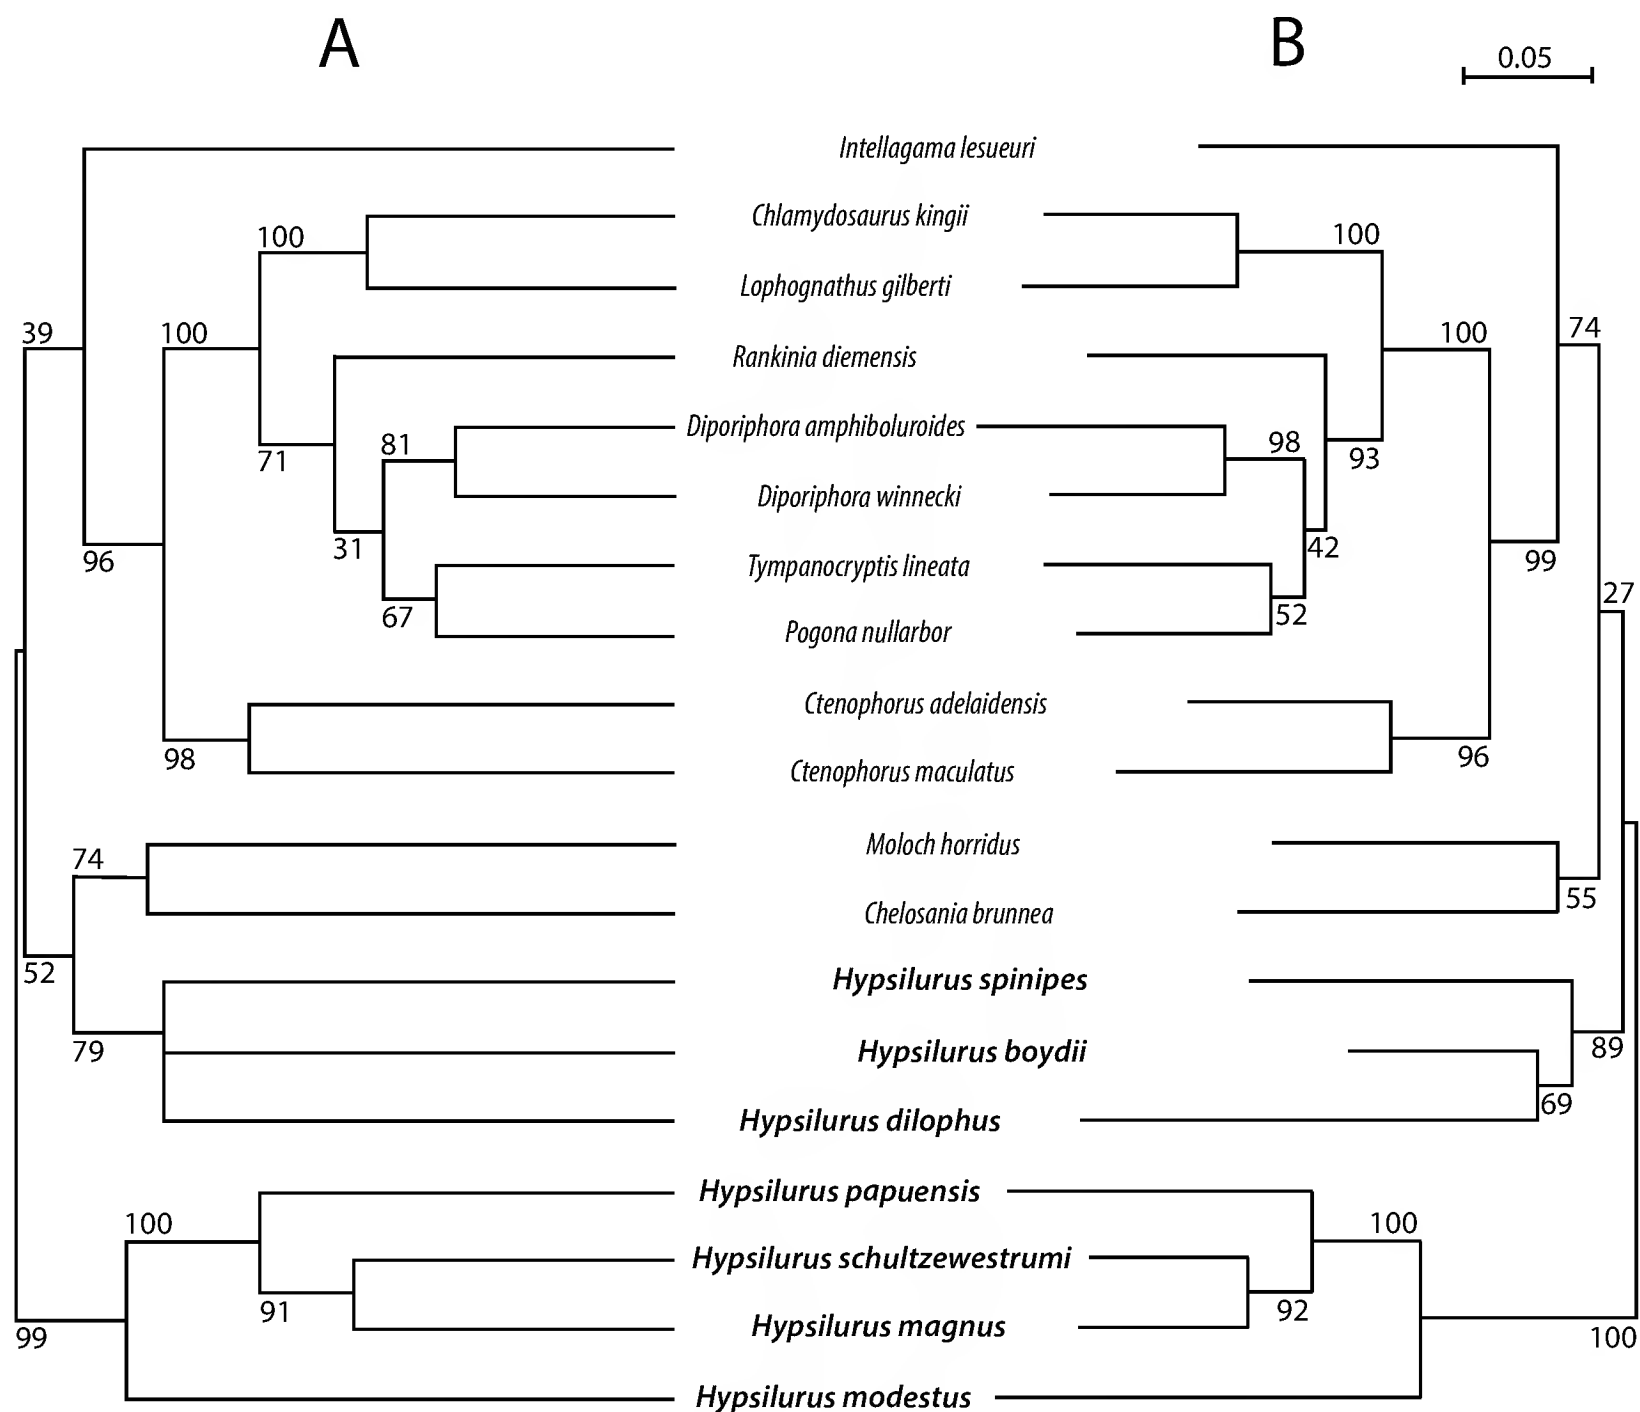 A
B
0.05
Intellagama lesueuri
Chlamydosaurus kingii
100
100
Lophognathus gilberti
39
100
100
74
Rankinia diemensis
Diporiphora amphiboluroides
81
98
71
93
Diporiphora winnecki
31
42
96
99
Tympanocryptis lineata
27
67
52
Pogona nullarbor
Ctenophorus adelaidensis
98
96
Ctenophorus maculatus
Moloch horridus
74
55
Chelosania brunnea
52
Hypsilurus spinipes
79
89
Hypsilurus boydii
69
Hypsilurus dilophus
Hypsilurus papuensis
100
100
Hypsilurus schultzewestrumi
91
92
Hypsilurus magnus
99
100
Hypsilurus modestus